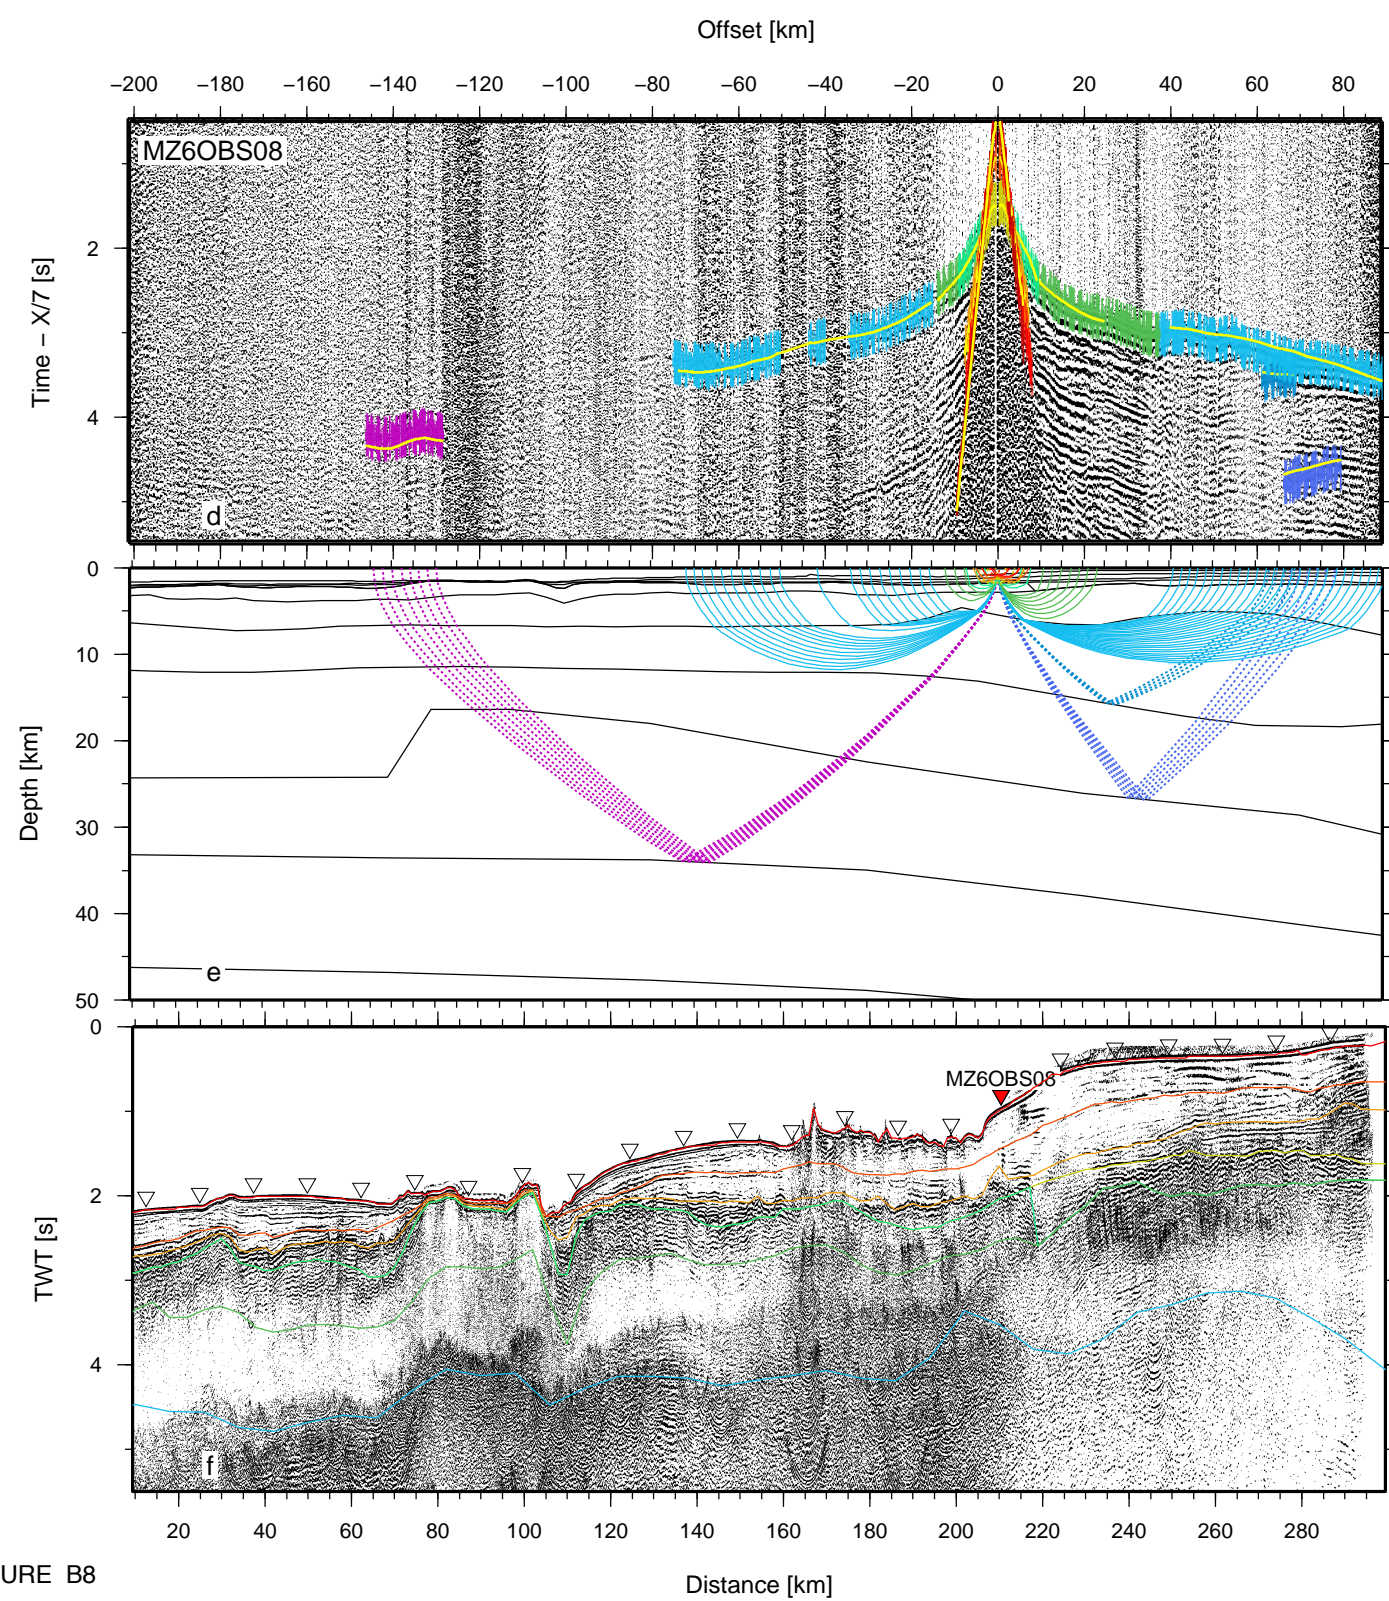 Offset [km]
−200 −180 −160 −140 −120 −100 −80 −60 −40 −20 0 20 40 60 80
MZ6OBS08
2
4
Time − X/7 [s]
d
0
10
20
30
40
50
Depth [km]
e
0
2
4
TWT [s]
MZ6OBS08
f
20 40 60 80 100 120 140 160 180 200 220 240 260 280
URE B8
Distance [km]